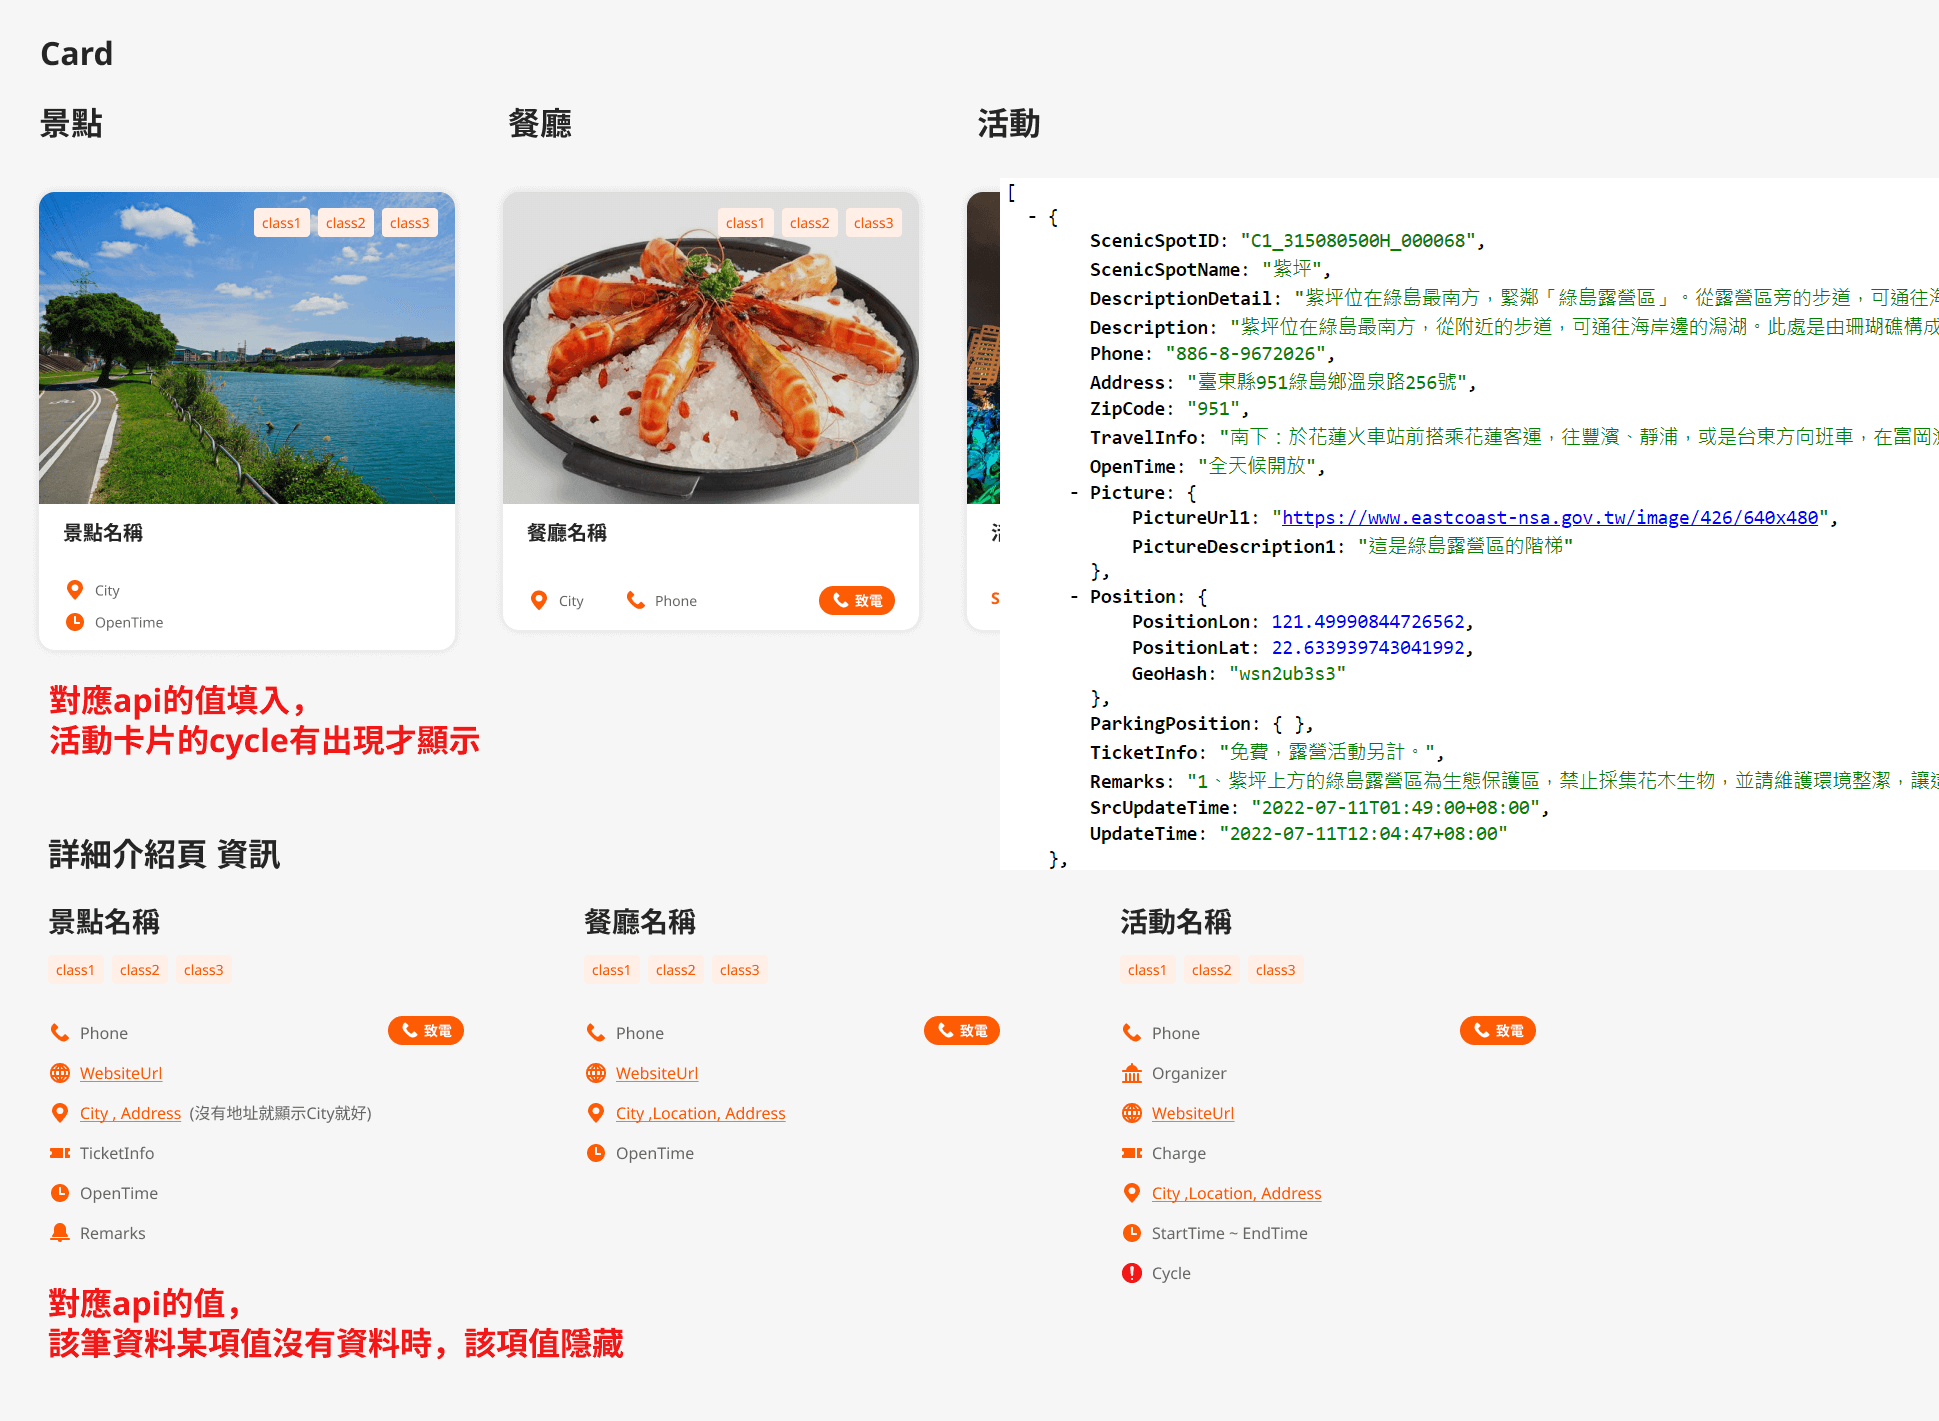 Card
景點
餐廳
活動
class1 class2 class3
景點名稱
City
OpenTime
class1 class2 class3
餐廳名稱
City
Phone
致電
S
[
- {
ScenicSpotID: "C1_315080500H_000068",
ScenicSpotName: "紫坪",
DescriptionDetail: "紫坪位在綠島最南方，緊鄰「綠島露營區」。從露營區旁的步道，可通往海
Description: "紫坪位在綠島最南方，從附近的步道，可通往海岸邊的潟湖。此處是由珊瑚礁構成
Phone: "886-8-9672026",
Address: "臺東縣951綠島鄉溫泉路256號",
ZipCode: "951",
TravelInfo: "南下：於花蓮火車站前搭乘花蓮客運，往豐濱、靜浦，或是台東方向班車，在富岡
OpenTime: "全天候開放",
- Picture: {
PictureUrl1: "https://www.eastcoast-nsa.gov.tw/image/426/640x480",
PictureDescription1: "這是綠島露營區的階梯"
},
- Position: {
PositionLon: 121.49990844726562,
PositionLat: 22.633939743041992,
GeoHash: "wsn2ub3s3"
},
ParkingPosition: { },
TicketInfo: "免費，露營活動另計。",
Remarks: "1、紫坪上方的綠島露營區為生態保護區，禁止採集花木生物，並請維護環境整潔，讓這
SrcUpdateTime: "2022-07-11T01:49:00+08:00",
UpdateTime: "2022-07-11T12:04:47+08:00"
},
對應api的值填入，
活動卡片的cycle有出現才顯示
詳細介紹頁 資訊
景點名稱
class1 class2 class3
Phone
致電
WebsiteUrl
City , Address (沒有地址就顯示City就好)
TicketInfo
OpenTime
Remarks
餐廳名稱
class1 class2 class3
Phone
致電
WebsiteUrl
City ,Location, Address
OpenTime
活動名稱
class1 class2 class3
Phone
致電
Organizer
WebsiteUrl
Charge
City ,Location, Address
StartTime ~ EndTime
Cycle
對應api的值，
該筆資料某項值沒有資料時，該項值隱藏